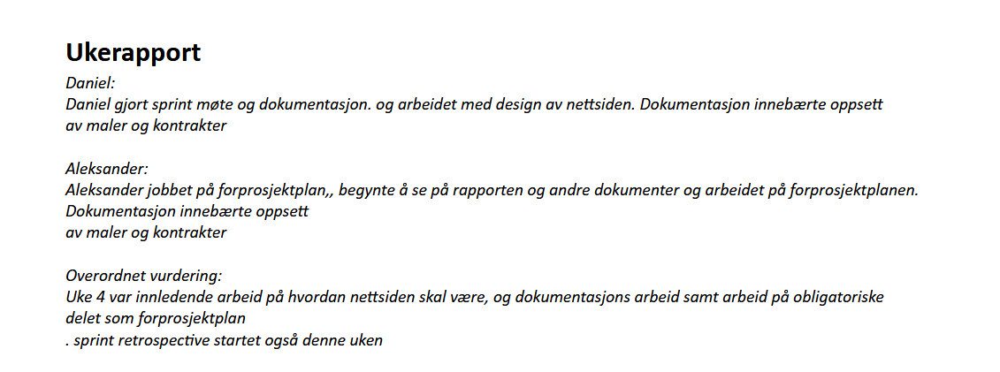 Ukerapport
Daniel:
Daniel gjort sprint møte og dokumentasjon. og arbeidet med design av nettsiden. Dokumentasjon innebærte oppsett
av maler og kontrakter
Aleksander:
Aleksander jobbet på forprosjektplan,, begynte å se på rapporten og andre dokumenter og arbeidet på forprosjektplanen.
Dokumentasjon innebærte oppsett
av maler og kontrakter
Overordnet vurdering:
Uke 4 var innledende arbeid på hvordan nettsiden skal være, og dokumentasjons arbeid samt arbeid på obligatoriske
delet som forprosjektplan
. sprint retrospective startet også denne uken